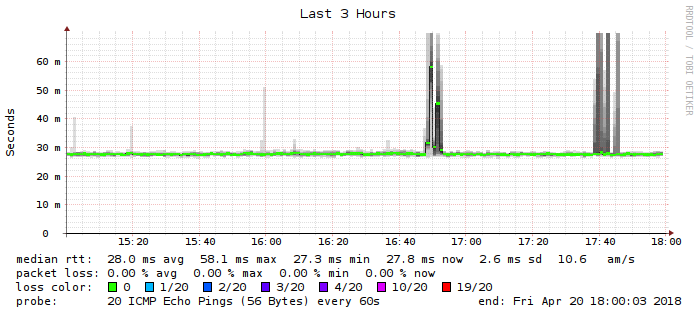 Last 3 Hours
RRDTOOL / TOBI OETIKER
Seconds
60 m
50 m
40 m
30 m
20 m
10 m
0
15:20 15:40 16:00 16:20 16:40 17:00 17:20 17:40 18:00
median rtt: 28.0 ms avg 58.1 ms max 27.3 ms min 27.8 ms now 2.6 ms sd 10.6 am/s
packet loss: 0.00 % avg 0.00 % max 0.00 % min 0.00 % now
loss color: 0 1/20 2/20 3/20 4/20 10/20 19/20
probe: 20 ICMP Echo Pings (56 Bytes) every 60s end: Fri Apr 20 18:00:03 2018